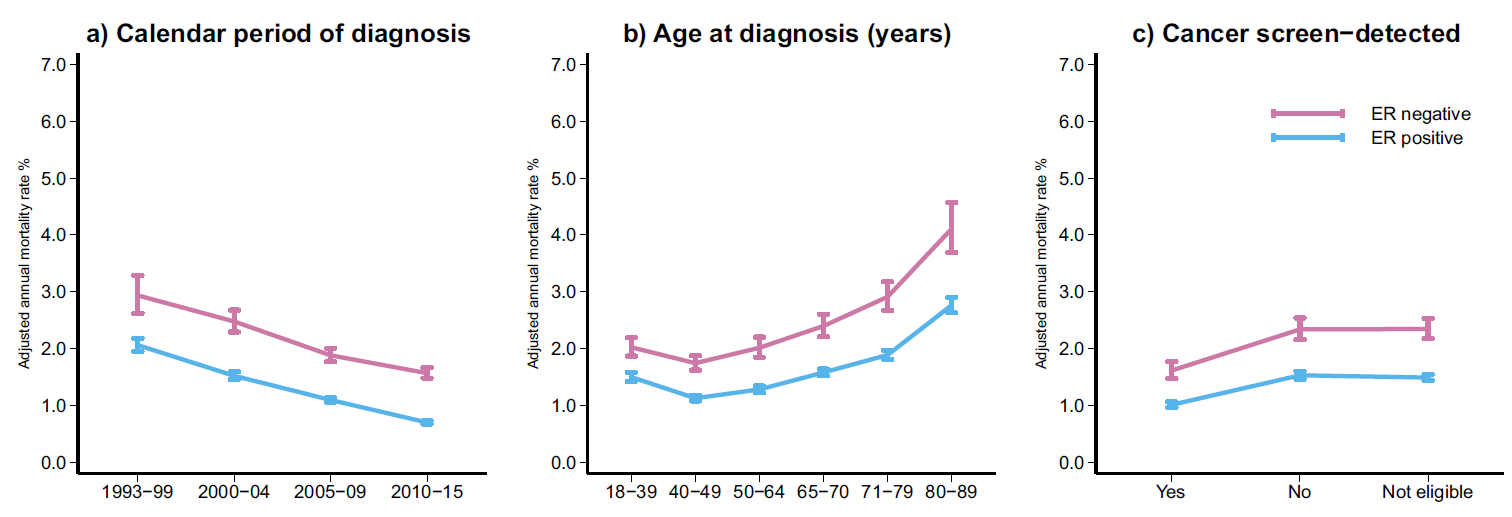 a) Calendar period of diagnosis
Adjusted annual mortality rate %
7.0
6.0
5.0
4.0
3.0
2.0
1.0
0.0
1993−99 2000−04 2005−09 2010−15
b) Age at diagnosis (years)
Adjusted annual mortality rate %
7.0
6.0
5.0
4.0
3.0
2.0
1.0
0.0
18−39 40−49 50−64 65−70 71−79 80−89
c) Cancer screen−detected
Adjusted annual mortality rate %
7.0
6.0
5.0
4.0
3.0
2.0
1.0
0.0
ER negative
ER positive
Yes No Not eligible